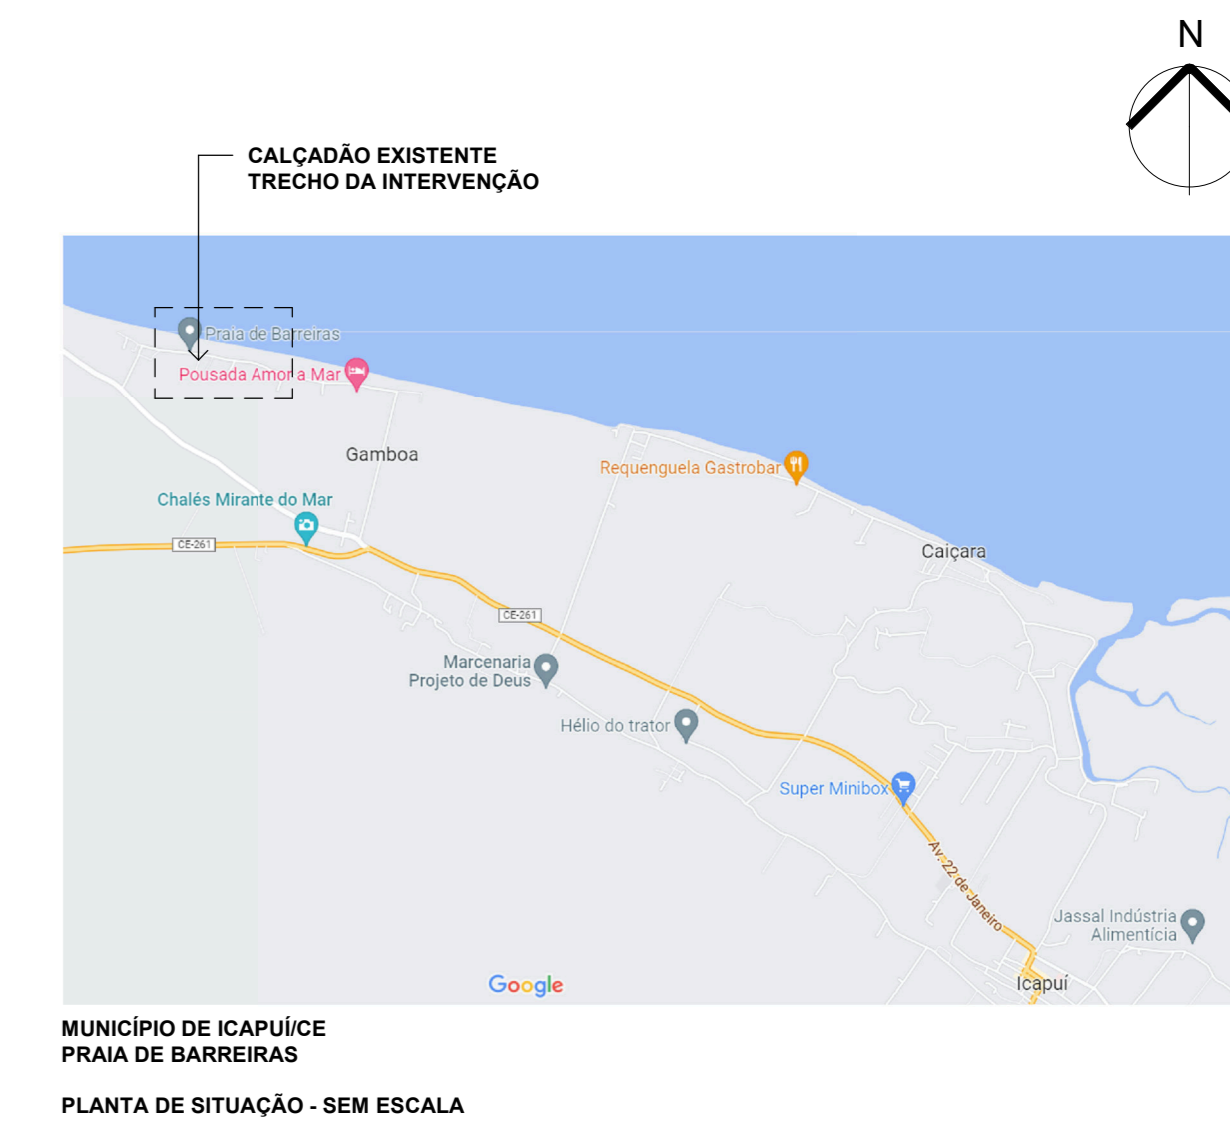 N
CALÇADÃO EXISTENTE
TRECHO DA INTERVENÇÃO
Praia de Barreiras
Pousada Amor a Mar
Gamboa
Requenguela Gastrobar
Chalés Mirante do Mar
CE-261
Caiçara
CE-261
Marcenaria
Projeto de Deus
Hélio do trator
Super Minibox
Av. 22 de Janeiro
Jassal Indústria
Alimentícia
Icapuí
Google
MUNICÍPIO DE ICAPUÍ/CE
PRAIA DE BARREIRAS
PLANTA DE SITUAÇÃO - SEM ESCALA